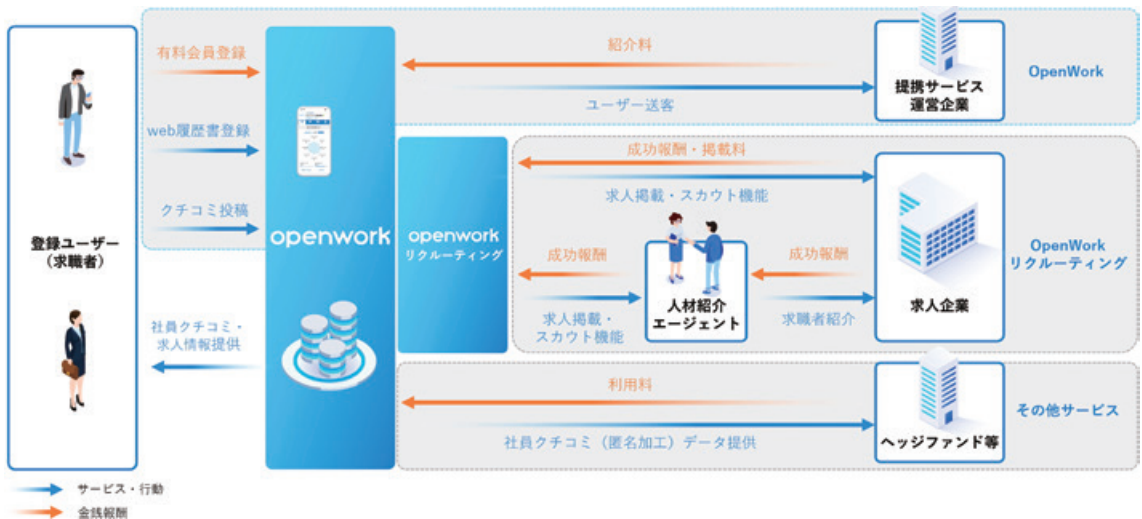 有料会員登録
web履歴書登録
クチコミ投稿
登録ユーザー
（求職者）
社員クチコミ・
求人情報提供
openwork
紹介料
ユーザー送客
提携サービス
運営企業
OpenWork
openwork
リクルーティング
成功報酬・掲載料
求人掲載・スカウト機能
成功報酬
求人掲載・
スカウト機能
人材紹介
エージェント
成功報酬
求職者紹介
求人企業
OpenWork
リクルーティング
利用料
社員クチコミ（匿名加工）データ提供
ヘッジファンド等
その他サービス
サービス・行動
金銭報酬